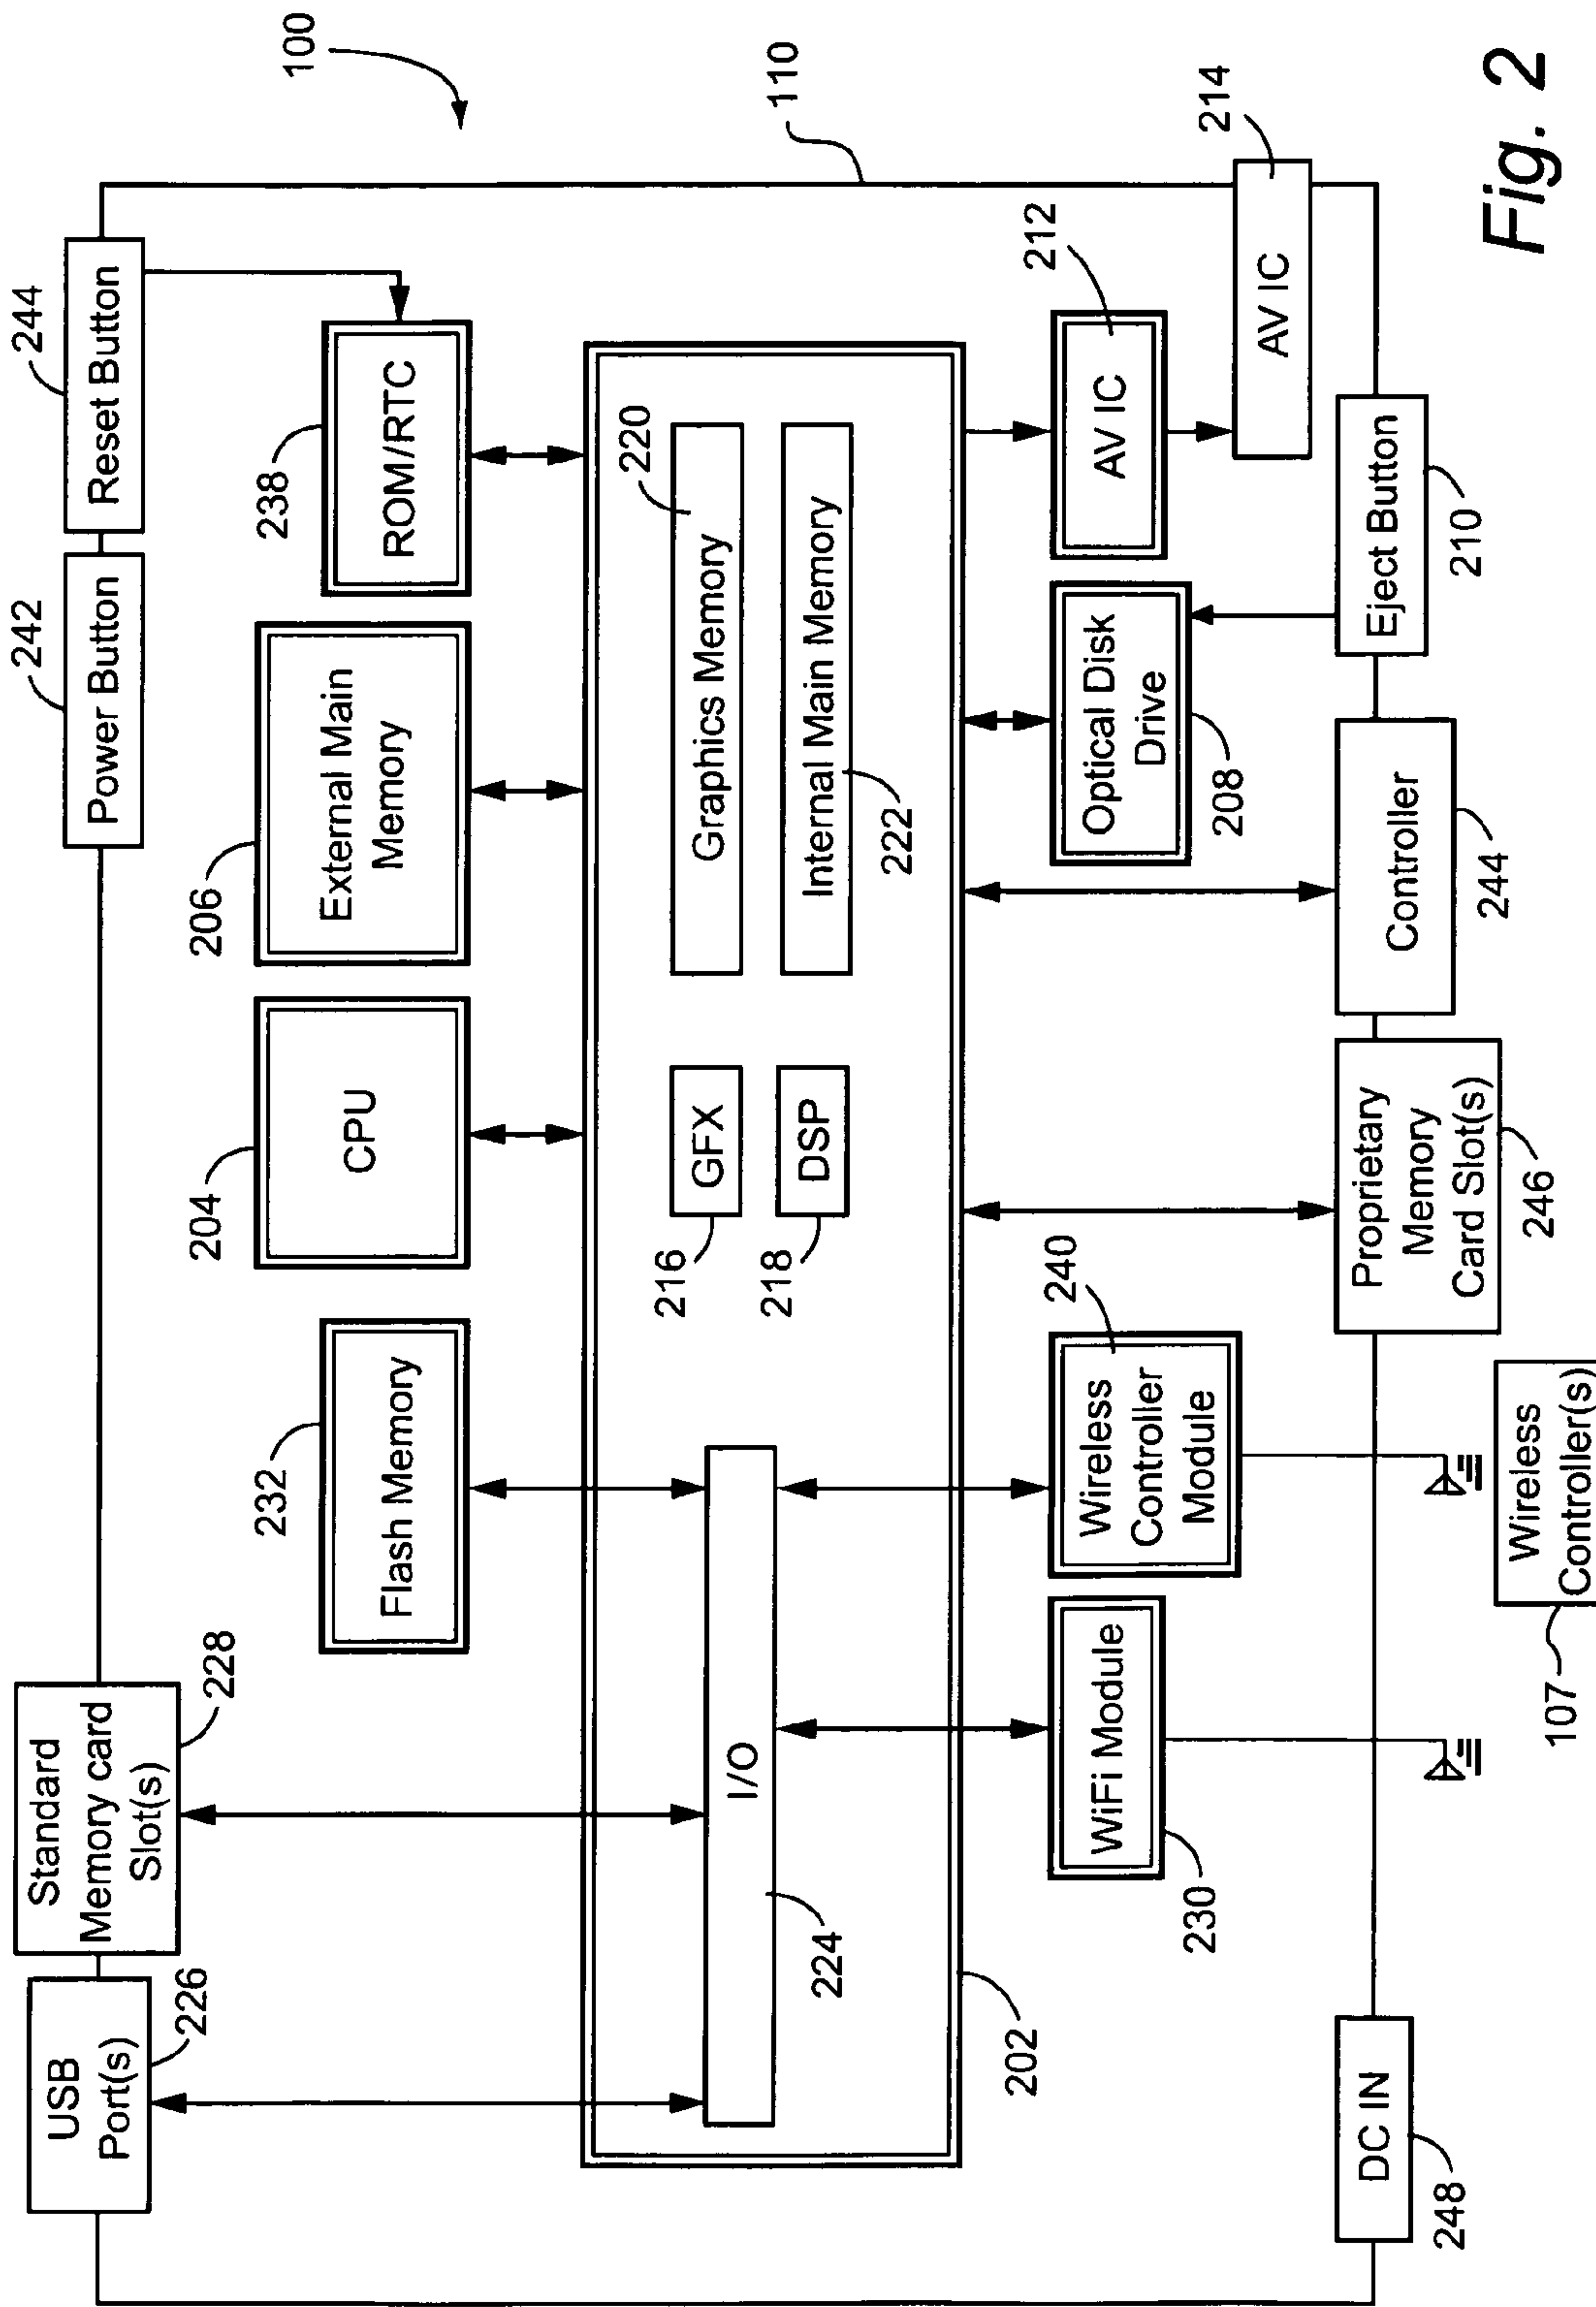 100
244
242
Reset Button
Power Button
Standard
Memory card
Slot(s)
228
USB
Port(s)
226
110
238
ROM/RTC
206
External Main
Memory
204
CPU
232
Flash Memory
220
Graphics Memory
Internal Main Memory
222
216
GFX
218
DSP
I/O
224
202
212
AV IC
214
AV IC
Optical Disk
Drive
208
240
Wireless
Controller
Module
WiFi Module
230
Eject Button
210
Controller
244
Proprietary
Memory
Card Slot(s)
246
Wireless
Controller(s)
107
DC IN
248
Fig. 2